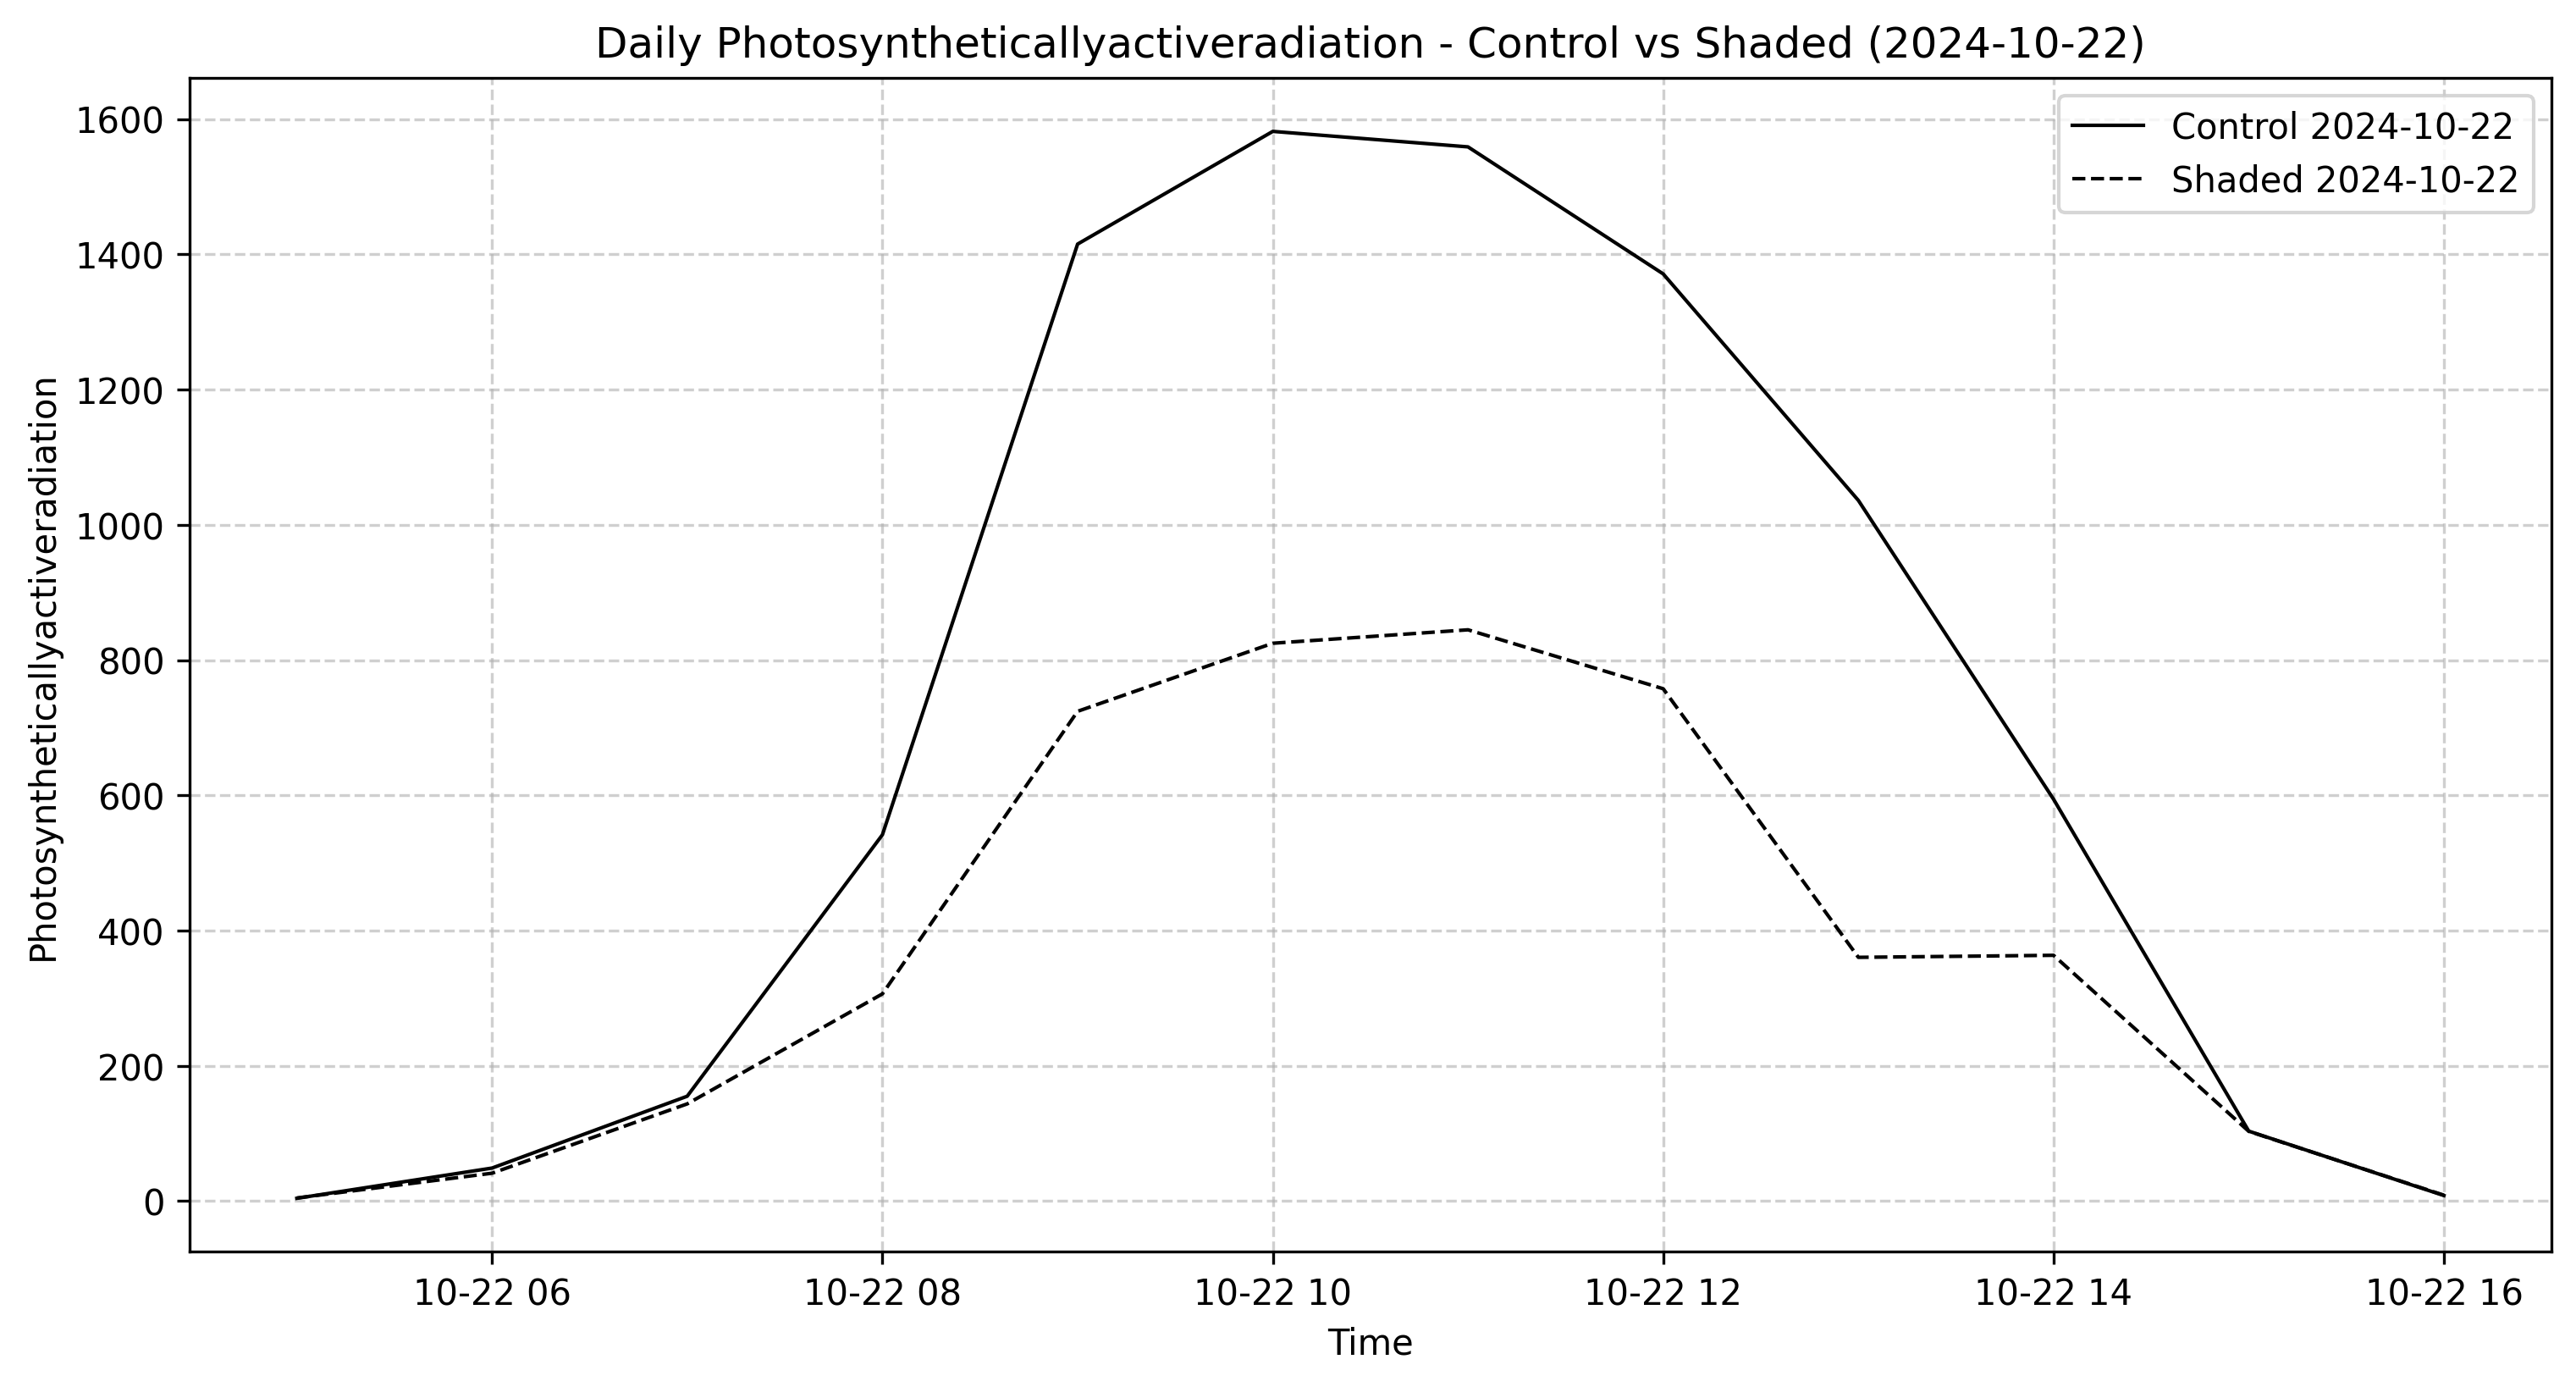 Daily Photosyntheticallyactiveradiation - Control vs Shaded (2024-10-22)
Control 2024-10-22
Shaded 2024-10-22
Photosyntheticallyactiveradiation
1600
1400
1200
1000
800
600
400
200
0
10-22 06 10-22 08 10-22 10 10-22 12 10-22 14 10-22 16
Time